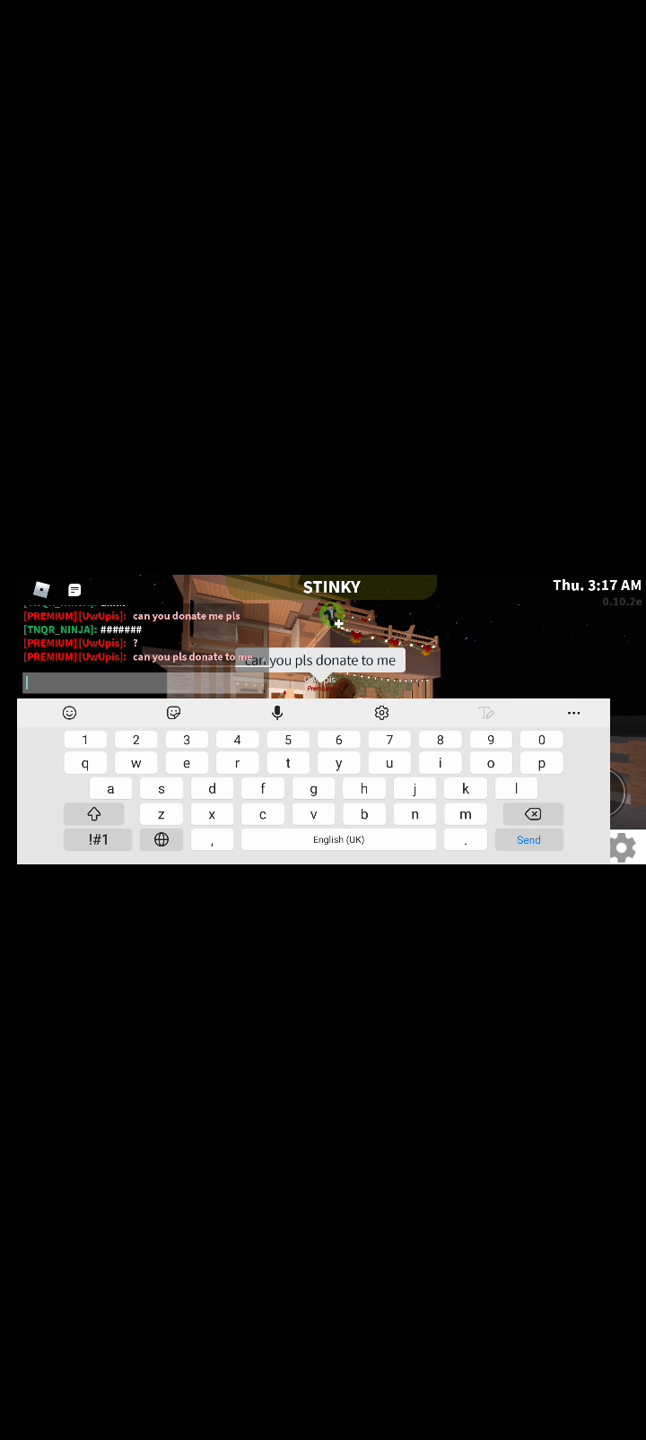 STINKY
Thu. 3:17 AM
0.10.2e
[PREMIUM][UwUpis]: can you donate me pls
[TNQR_NINJA]: #######
[PREMIUM][UwUpis]: ?
[PREMIUM][UwUpis]: can you pls donate to me
can you pls donate to me
UwUpis
Premium
1 2 3 4 5 6 7 8 9 0
q w e r t y u i o p
a s d f g h j k l
z x c v b n m
!#1 , English (UK) . Send